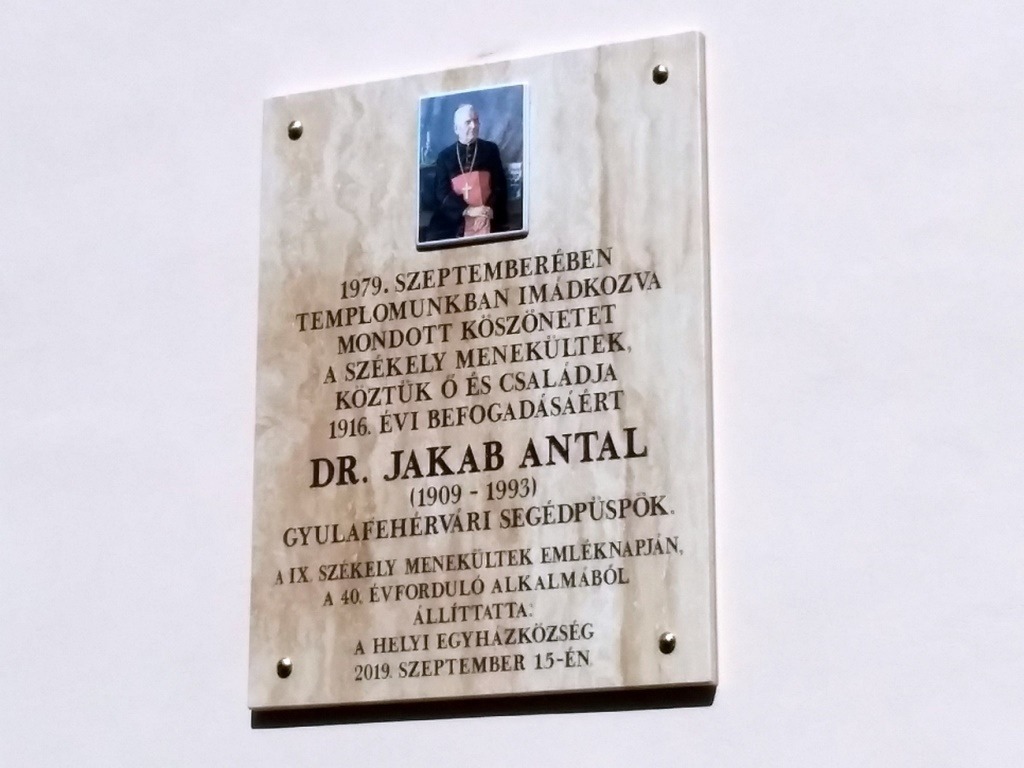 1979. SZEPTEMBERÉBEN
TEMPLOMUNKBAN IMÁDKOZVA
MONDOTT KÖSZÖNETET
A SZÉKELY MENEKÜLTEK,
KÖZTÜK Ő ÉS CSALÁDJA
1916. ÉVI BEFOGADÁSÁÉRT
DR. JAKAB ANTAL
(1909 - 1993)
GYULAFEHÉRVÁRI SEGÉDPÜSPÖK.
A IX. SZÉKELY MENEKÜLTEK EMLÉKNAPJÁN,
A 40. ÉVFORDULÓ ALKALMÁBÓL
ÁLLÍTTATTA:
A HELYI EGYHÁZKÖZSÉG
2019. SZEPTEMBER 15-ÉN